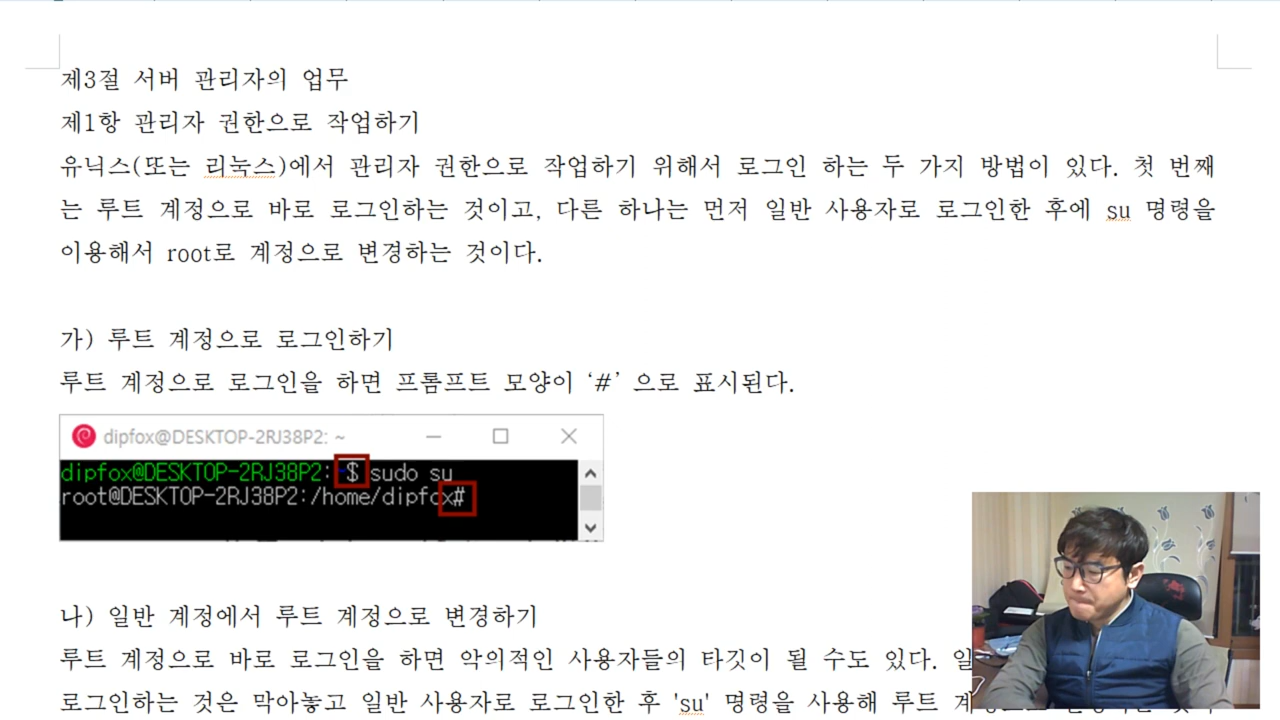 제3절 서버 관리자의 업무
제1항 관리자 권한으로 작업하기
유닉스(또는 리눅스)에서 관리자 권한으로 작업하기 위해서 로그인 하는 두 가지 방법이 있다. 첫 번째
는 루트 계정으로 바로 로그인하는 것이고, 다른 하나는 먼저 일반 사용자로 로그인한 후에 su 명령을
이용해서 root로 계정으로 변경하는 것이다.
가) 루트 계정으로 로그인하기
루트 계정으로 로그인을 하면 프롬프트 모양이 ‘#’ 으로 표시된다.
dipfox@DESKTOP-2RJ38P2: ~
dipfox@DESKTOP-2RJ38P2:~$ sudo su
root@DESKTOP-2RJ38P2:/home/dipfox#
나) 일반 계정에서 루트 계정으로 변경하기
루트 계정으로 바로 로그인을 하면 악의적인 사용자들의 타깃이 될 수도 있다.
로그인하는 것은 막아놓고 일반 사용자로 로그인한 후 'su' 명령을 사용해 루트